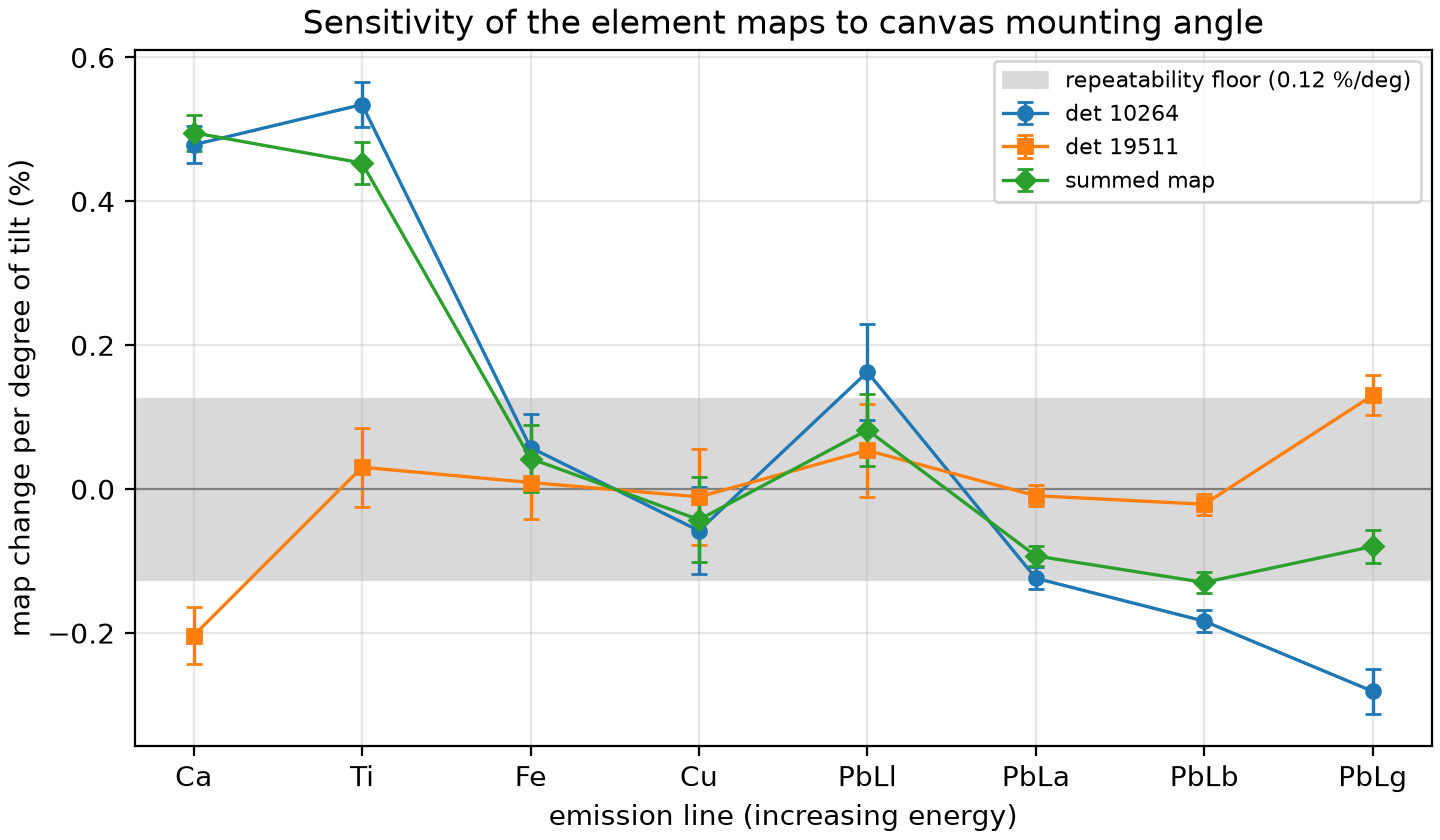 Sensitivity of the element maps to canvas mounting angle
map change per degree of tilt (%)
0.6
0.4
0.2
0.0
−0.2
repeatability floor (0.12 %/deg)
det 10264
det 19511
summed map
Ca Ti Fe Cu PbLl PbLa PbLb PbLg
emission line (increasing energy)